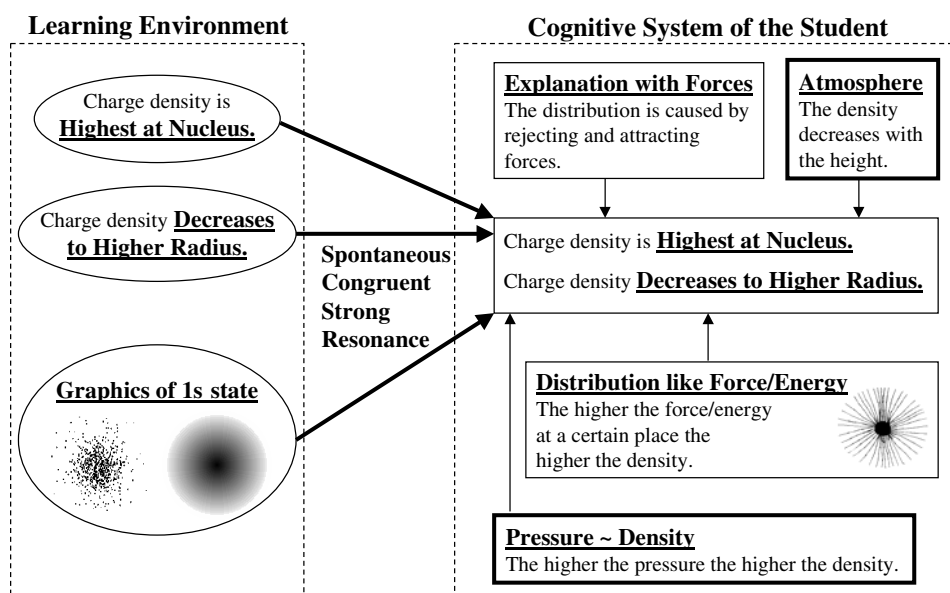 Learning Environment
Charge density is
Highest at Nucleus.
Charge density Decreases
to Higher Radius.
Graphics of 1s state
Spontaneous
Congruent
Strong
Resonance
Cognitive System of the Student
Explanation with Forces
The distribution is caused by
rejecting and attracting
forces.
Atmosphere
The density
decreases with
the height.
Charge density is Highest at Nucleus.
Charge density Decreases to Higher Radius.
Distribution like Force/Energy
The higher the force/energy
at a certain place the
higher the density.
Pressure ~ Density
The higher the pressure the higher the density.